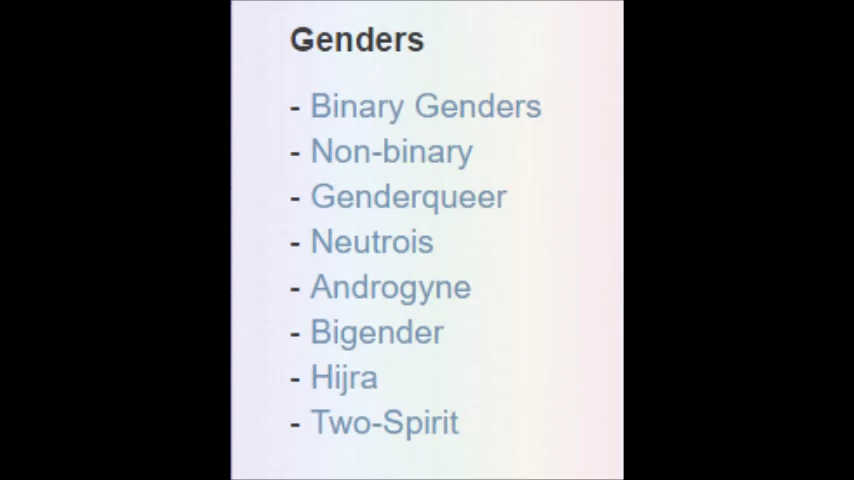 Genders
- Binary Genders
- Non-binary
- Genderqueer
- Neutrois
- Androgyne
- Bigender
- Hijra
- Two-Spirit